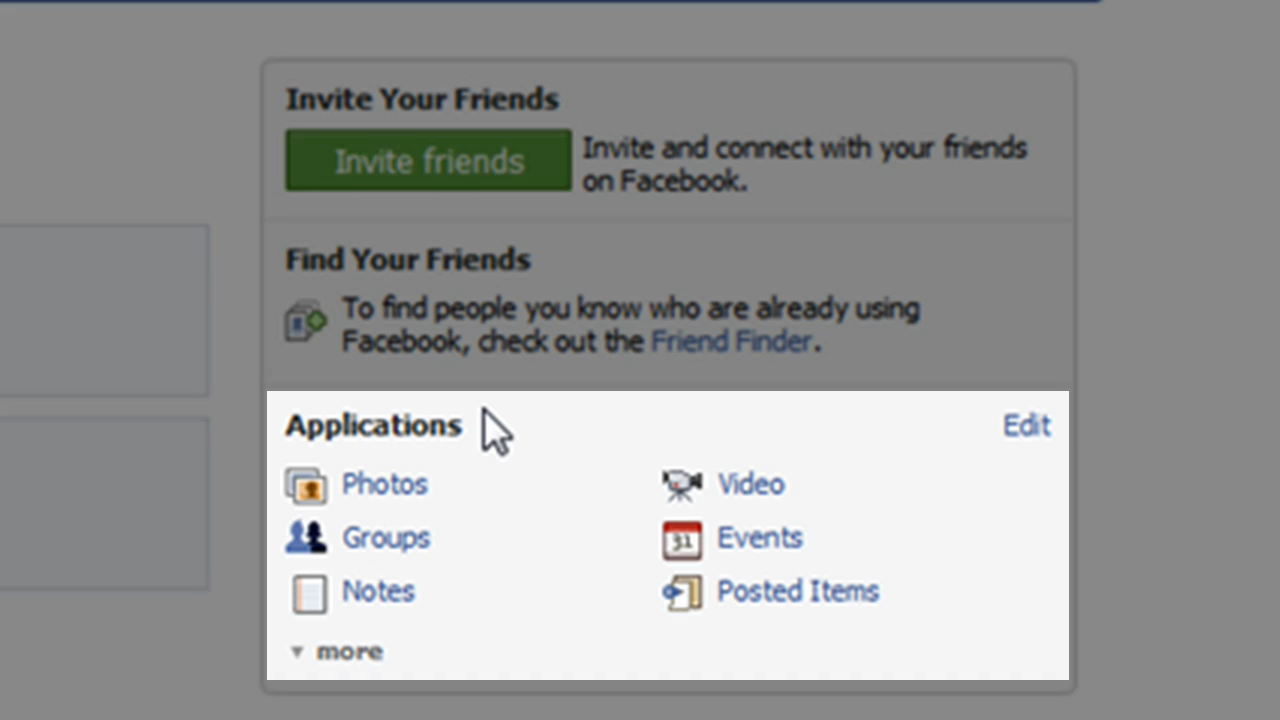 Invite Your Friends
Invite friends
Invite and connect with your friends
on Facebook.
Find Your Friends
To find people you know who are already using
Facebook, check out the Friend Finder.
Applications
Edit
Photos
Video
Groups
31
Events
Notes
Posted Items
more